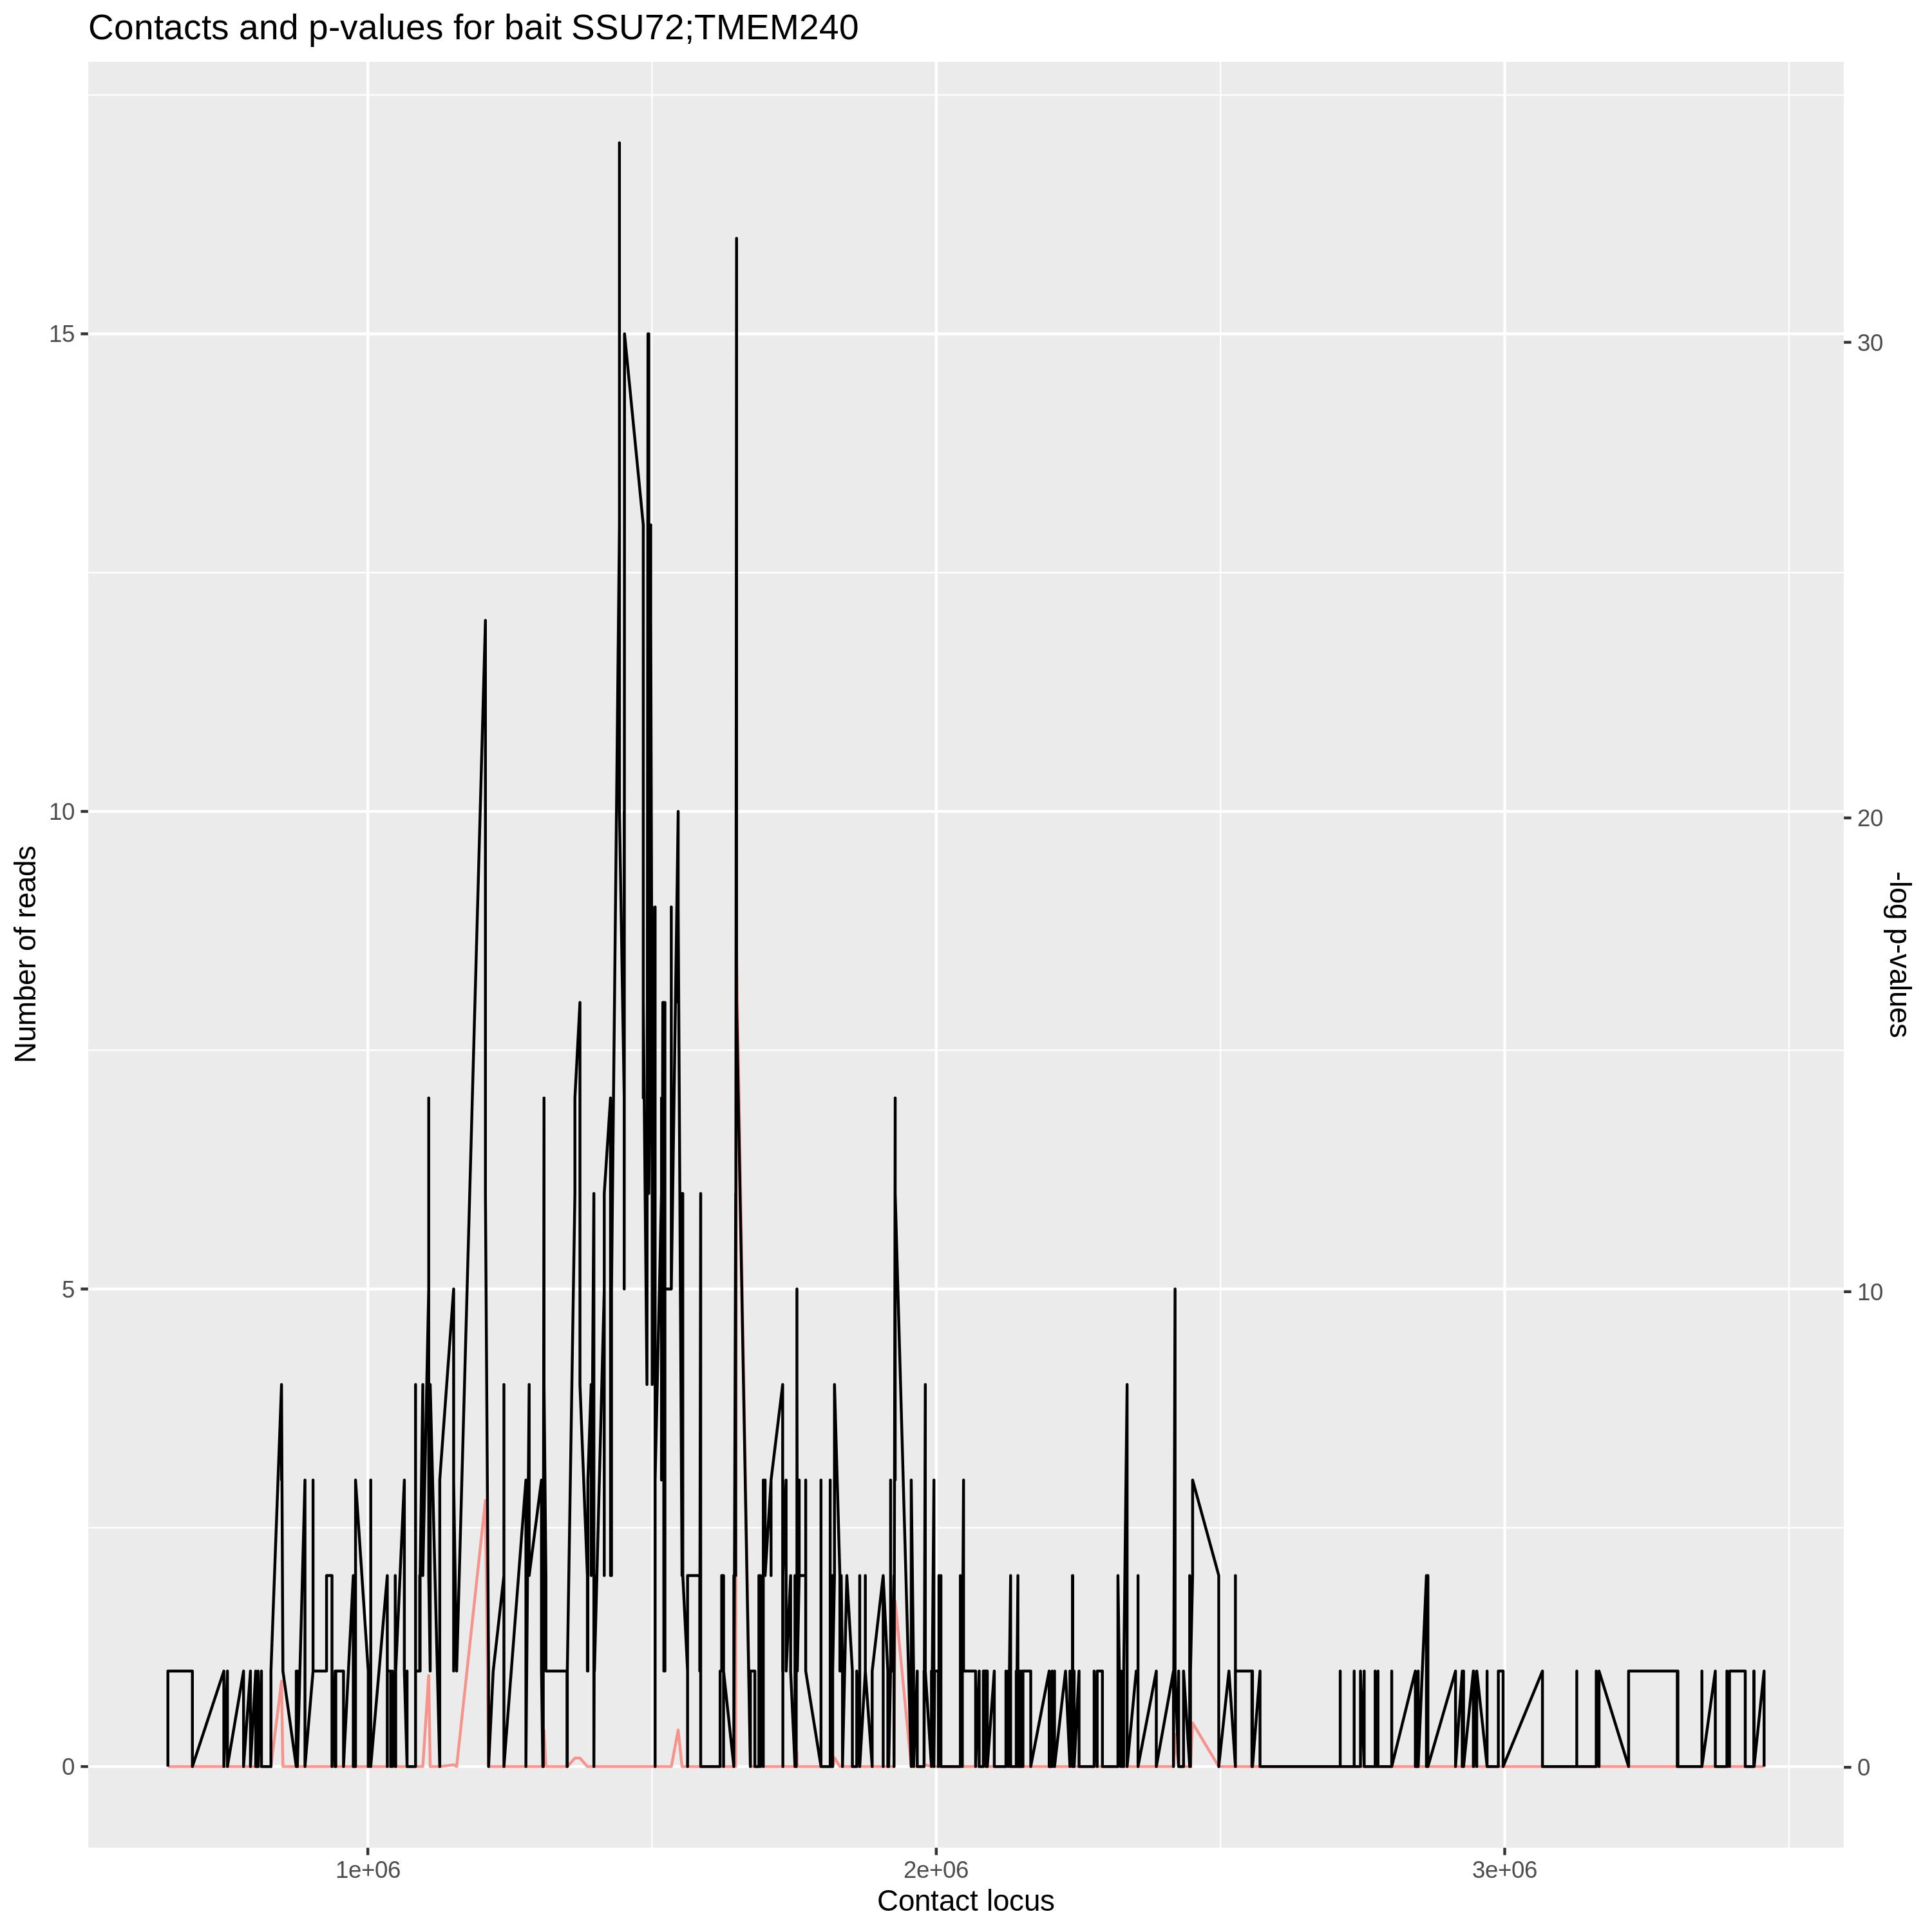 Contacts and p-values for bait SSU72;TMEM240
Number of reads
15
10
5
0
30
20
10
0
-log p-values
1e+06
2e+06
3e+06
Contact locus